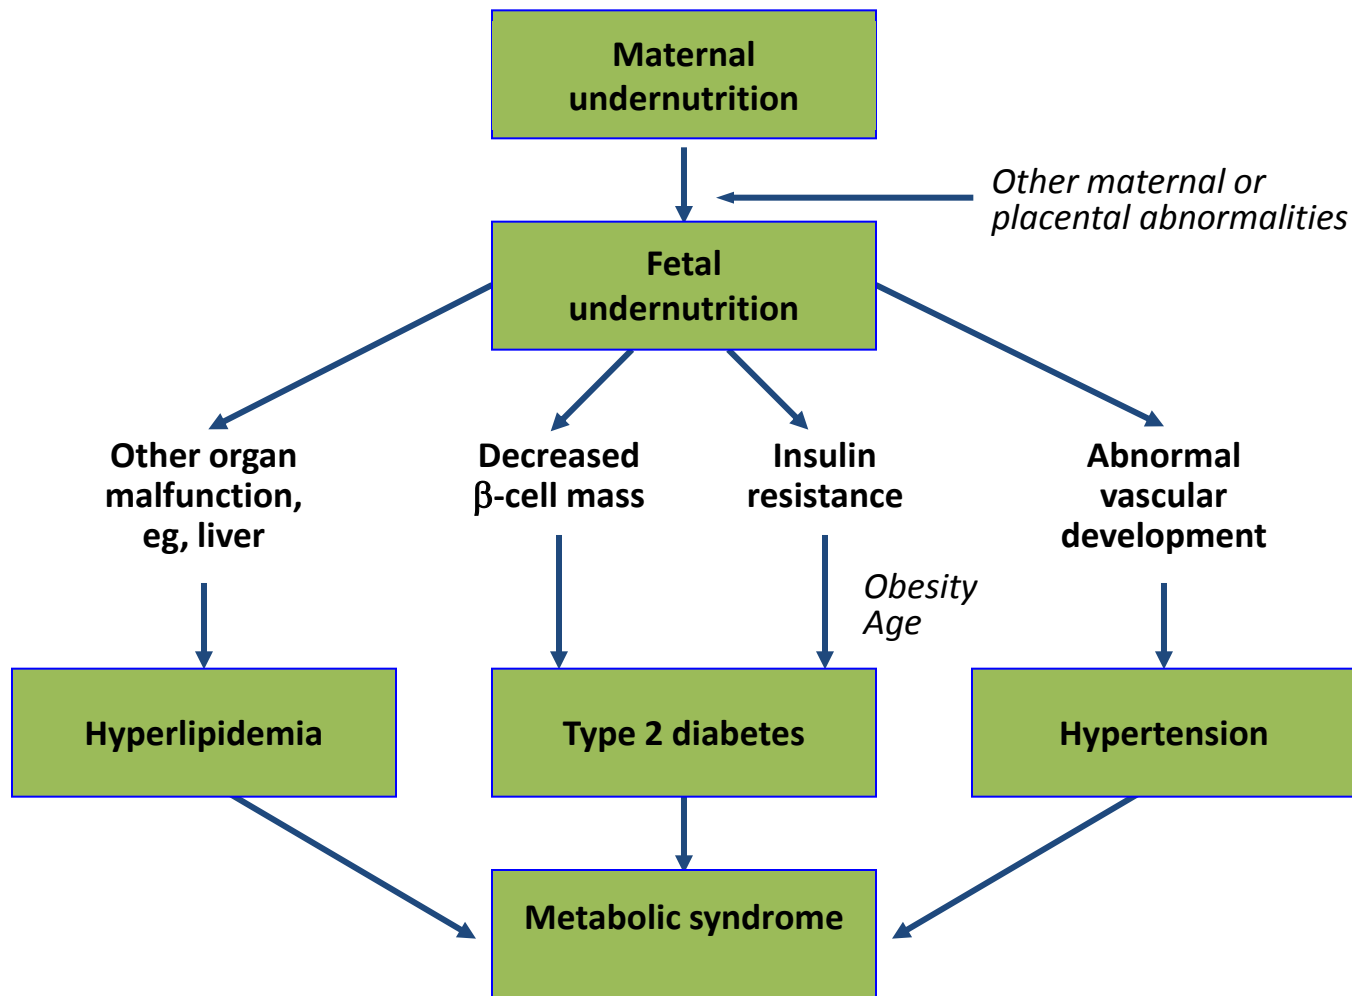 Maternal
undernutrition
Other maternal or
placental abnormalities
Fetal
undernutrition
Other organ
malfunction,
eg, liver
Decreased
β-cell mass
Insulin
resistance
Abnormal
vascular
development
Obesity
Age
Hyperlipidemia
Type 2 diabetes
Hypertension
Metabolic syndrome